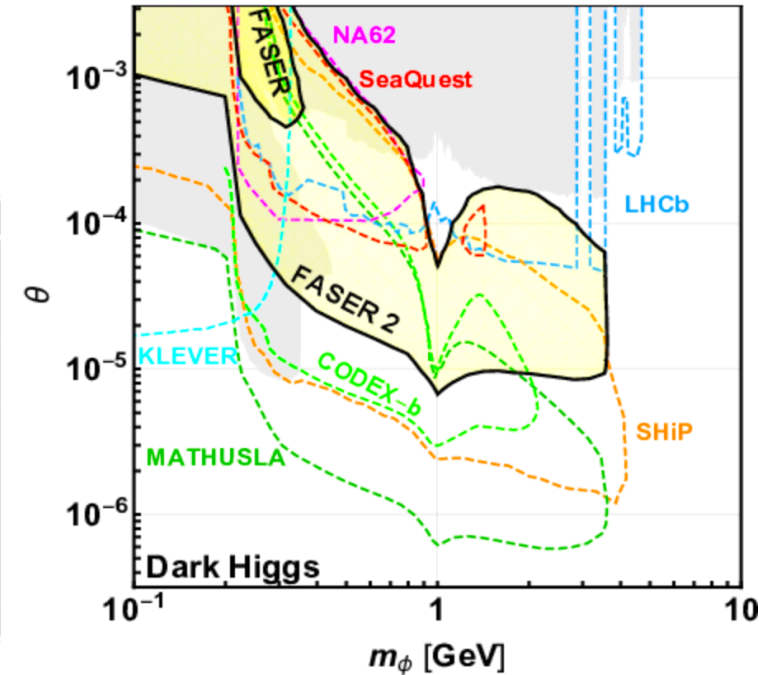 NA62
FASER
SeaQuest
10⁻³
LHCb
10⁻⁴
θ
FASER 2
KLEVER
10⁻⁵
CODEX-b
SHiP
MATHUSLA
10⁻⁶
Dark Higgs
10⁻¹
1
10
m_ϕ [GeV]